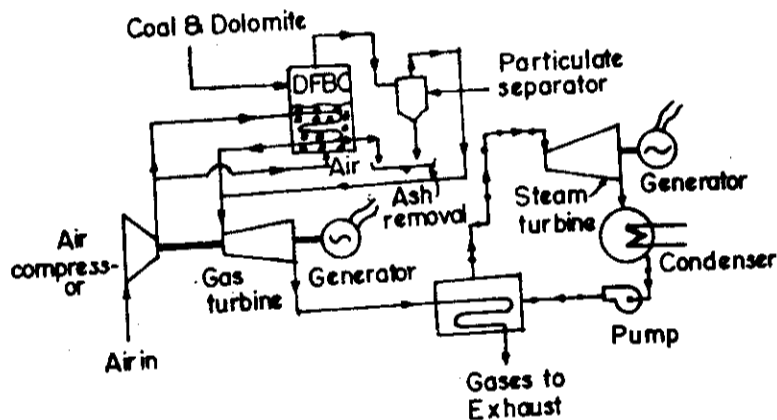 Coal & Dolomite
DFBC
Particulate
separator
Air
Ash
removal
Generator
Steam
turbine
Air
compress-
or
Gas
turbine
Generator
Condenser
Pump
Air in
Gases to
Exhaust